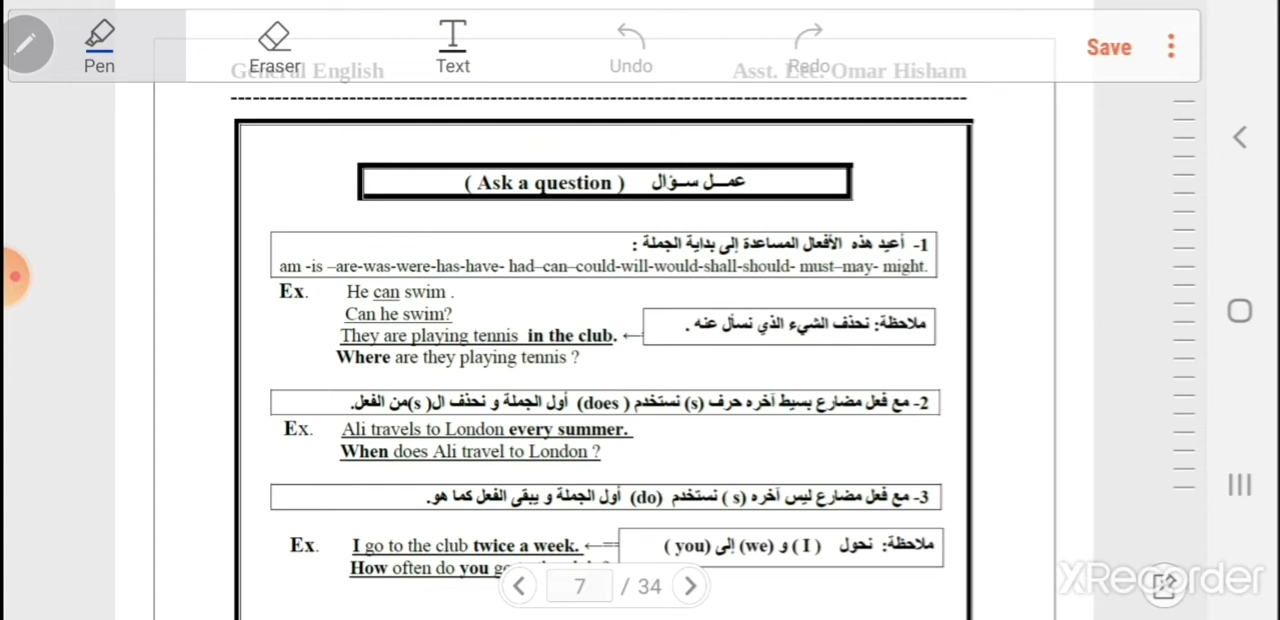 Pen
Eraser
Text
Undo
Redo
Save
General English
Asst. Lec. Omar Hisham
( Ask a question ) عمـــل ســؤال
1- أعيد هذه الأفعال المساعدة إلى بداية الجملة :
am -is –are-was-were-has-have- had–can–could-will-would-shall-should- must–may- might.
Ex. He can swim .
Can he swim?
They are playing tennis in the club. ←
ملاحظة: نحذف الشيء الذي نسأل عنه .
Where are they playing tennis ?
2- مع فعل مضارع بسيط آخره حرف (s) نستخدم (does ) أول الجملة و نحذف ال( s)من الفعل.
Ex. Ali travels to London every summer.
When does Ali travel to London ?
3- مع فعل مضارع ليس آخره (s ) نستخدم (do) أول الجملة و يبقى الفعل كما هو.
Ex. I go to the club twice a week. ←
ملاحظة: نحول ( I ) و (we) إلى (you )
How often do you
7 / 34
XRecorder